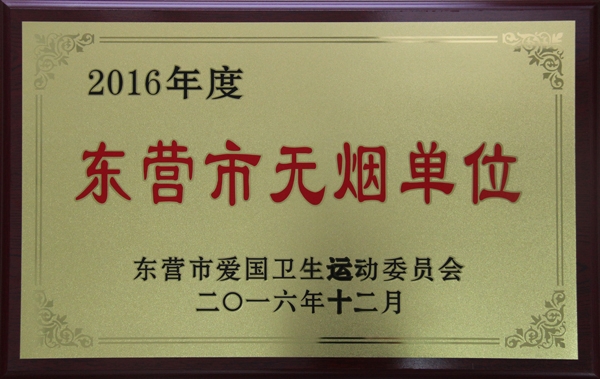 2016年度
东营市无烟单位
东营市爱国卫生运动委员会
二〇一六年十二月